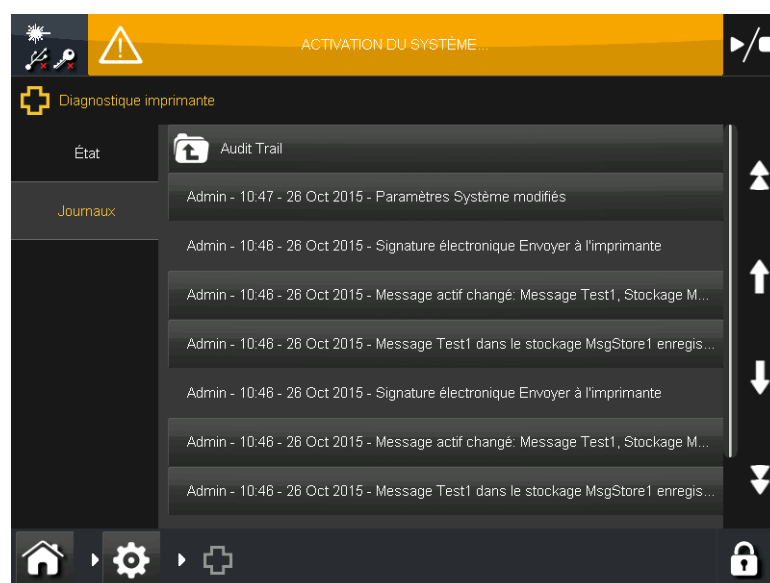 ACTIVATION DU SYSTÈME...
Diagnostique imprimante
État
Journaux
Audit Trail
Admin - 10:47 - 26 Oct 2015 - Paramètres Système modifiés
Admin - 10:46 - 26 Oct 2015 - Signature électronique Envoyer à l'imprimante
Admin - 10:46 - 26 Oct 2015 - Message actif changé: Message Test1, Stockage M...
Admin - 10:46 - 26 Oct 2015 - Message Test1 dans le stockage MsgStore1 enregis...
Admin - 10:46 - 26 Oct 2015 - Signature électronique Envoyer à l'imprimante
Admin - 10:46 - 26 Oct 2015 - Message actif changé: Message Test1, Stockage M...
Admin - 10:46 - 26 Oct 2015 - Message Test1 dans le stockage MsgStore1 enregis...